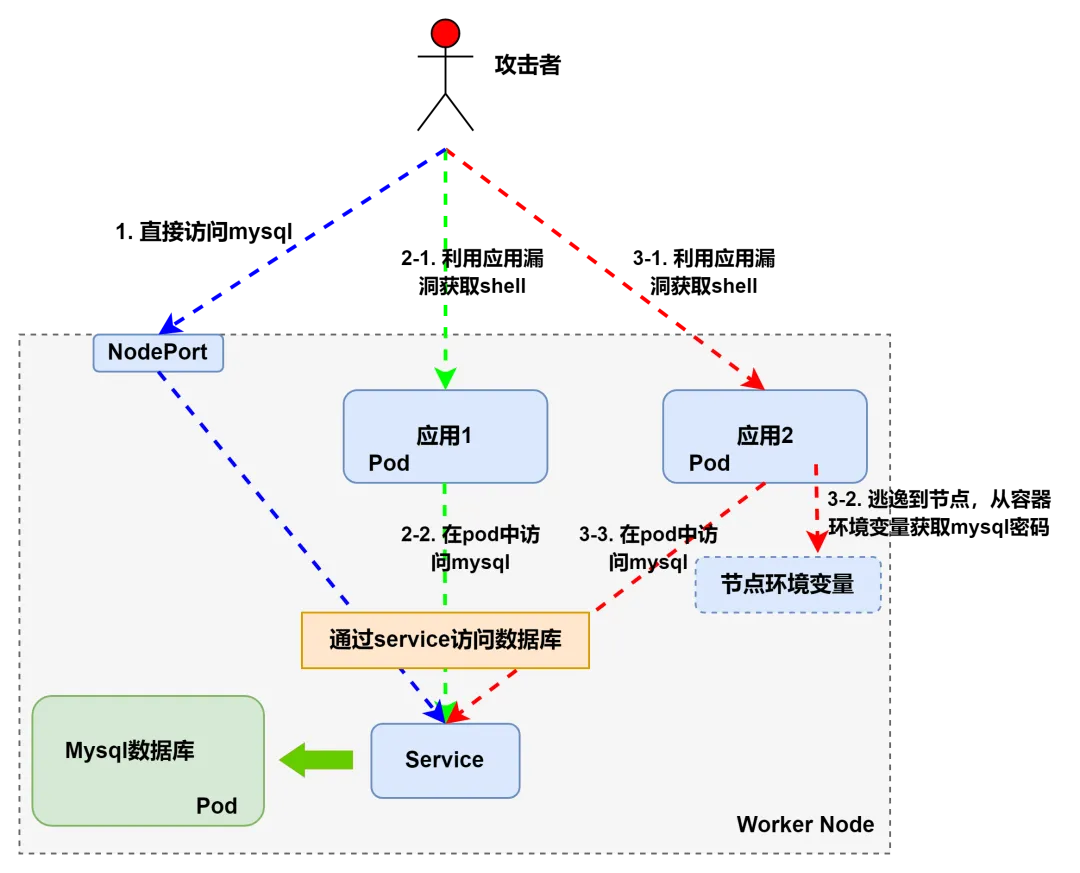 攻击者
1. 直接访问mysql
2-1. 利用应用漏
洞获取shell
3-1. 利用应用漏
洞获取shell
NodePort
应用1
Pod
应用2
Pod
3-2. 逃逸到节点，从容器
环境变量获取mysql密码
2-2. 在pod中访
问mysql
3-3. 在pod中访
问mysql
节点环境变量
通过service访问数据库
Mysql数据库
Pod
Service
Worker Node